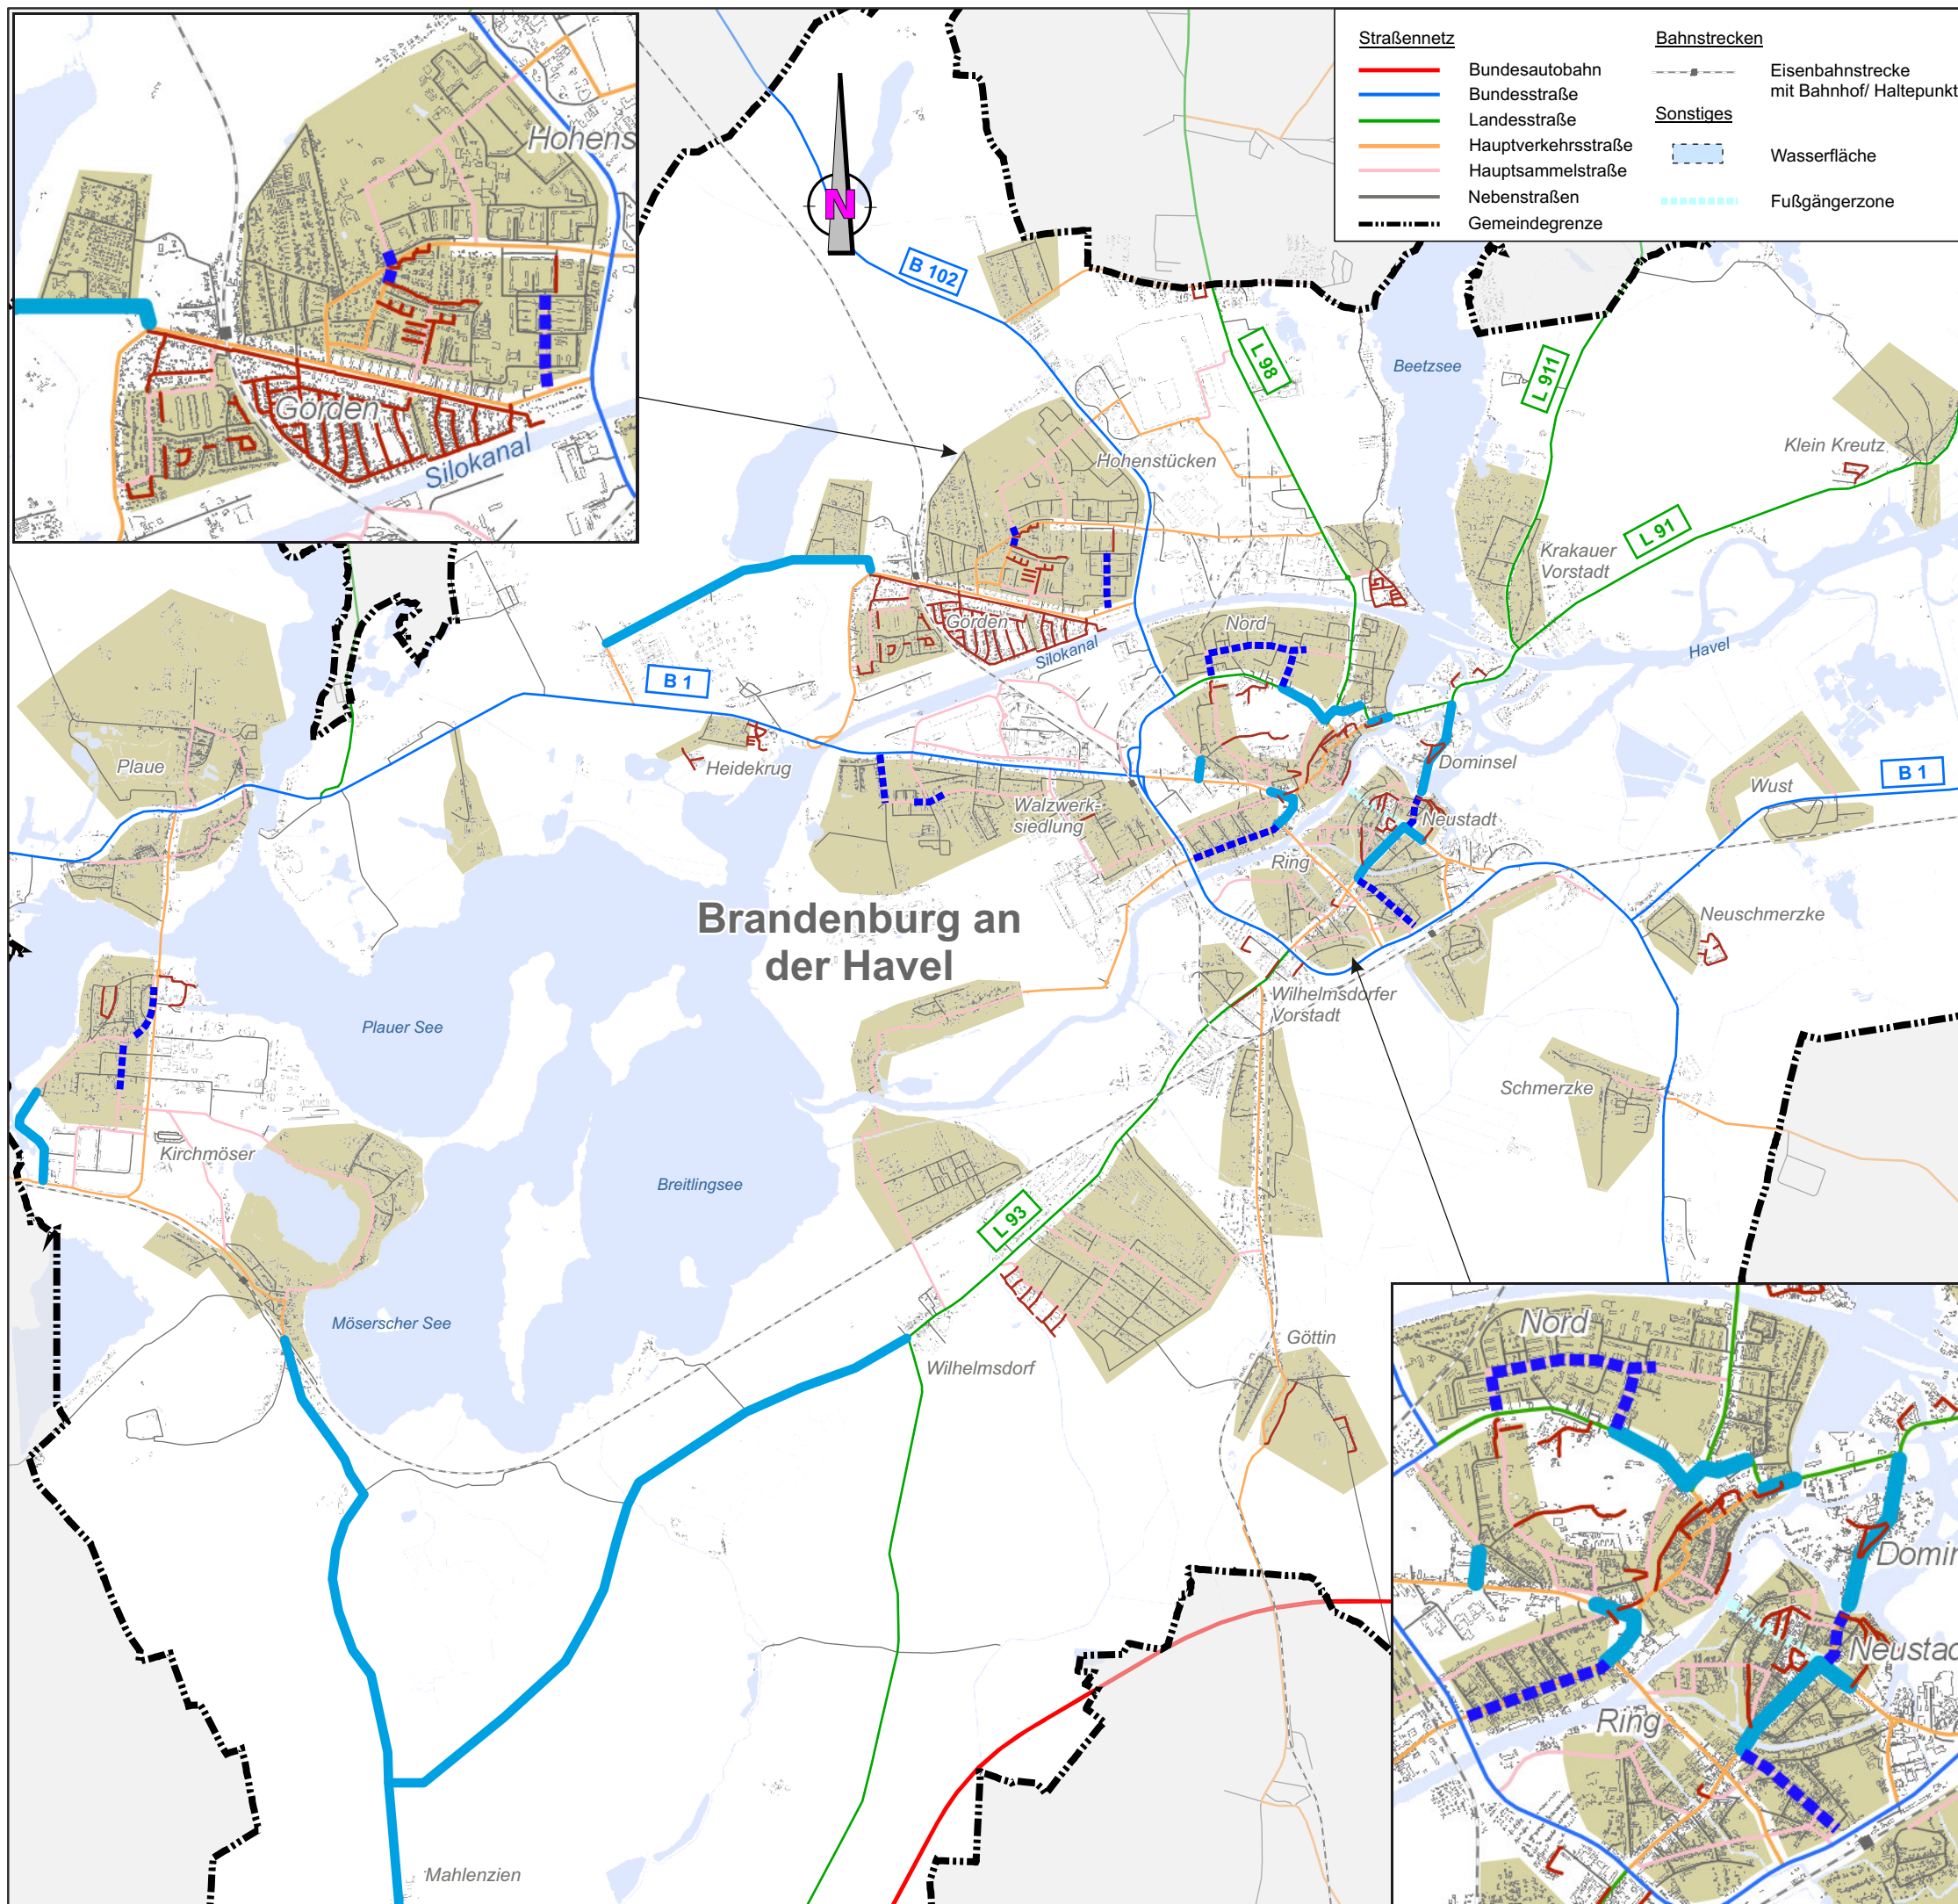 Hohens
Görden
Silokanal
N
Straßennetz
Bundesautobahn
Bundesstraße
Landesstraße
Hauptverkehrsstraße
Hauptsammelstraße
Nebenstraßen
Gemeindegrenze
Bahnstrecken
Eisenbahnstrecke
mit Bahnhof/ Haltepunkt
Sonstiges
Wasserfläche
Fußgängerzone
B 102
L 98
Beetzsee
L 911
Klein Kreutz
Hohenstücken
L 91
Krakauer
Vorstadt
Görden
Nord
Silokanal
Havel
B 1
Plaue
Heidekrug
Dominsel
Wust
B 1
Walzwerk-
siedlung
Neustadt
Ring
Brandenburg an
der Havel
Neuschmerzke
Wilhelmsdorfer
Vorstadt
Plauer See
Schmerzke
Kirchmöser
Breitlingsee
L 93
Möserscher See
Wilhelmsdorf
Göttin
Mahlenzien
Nord
Domin
Neustad
Ring